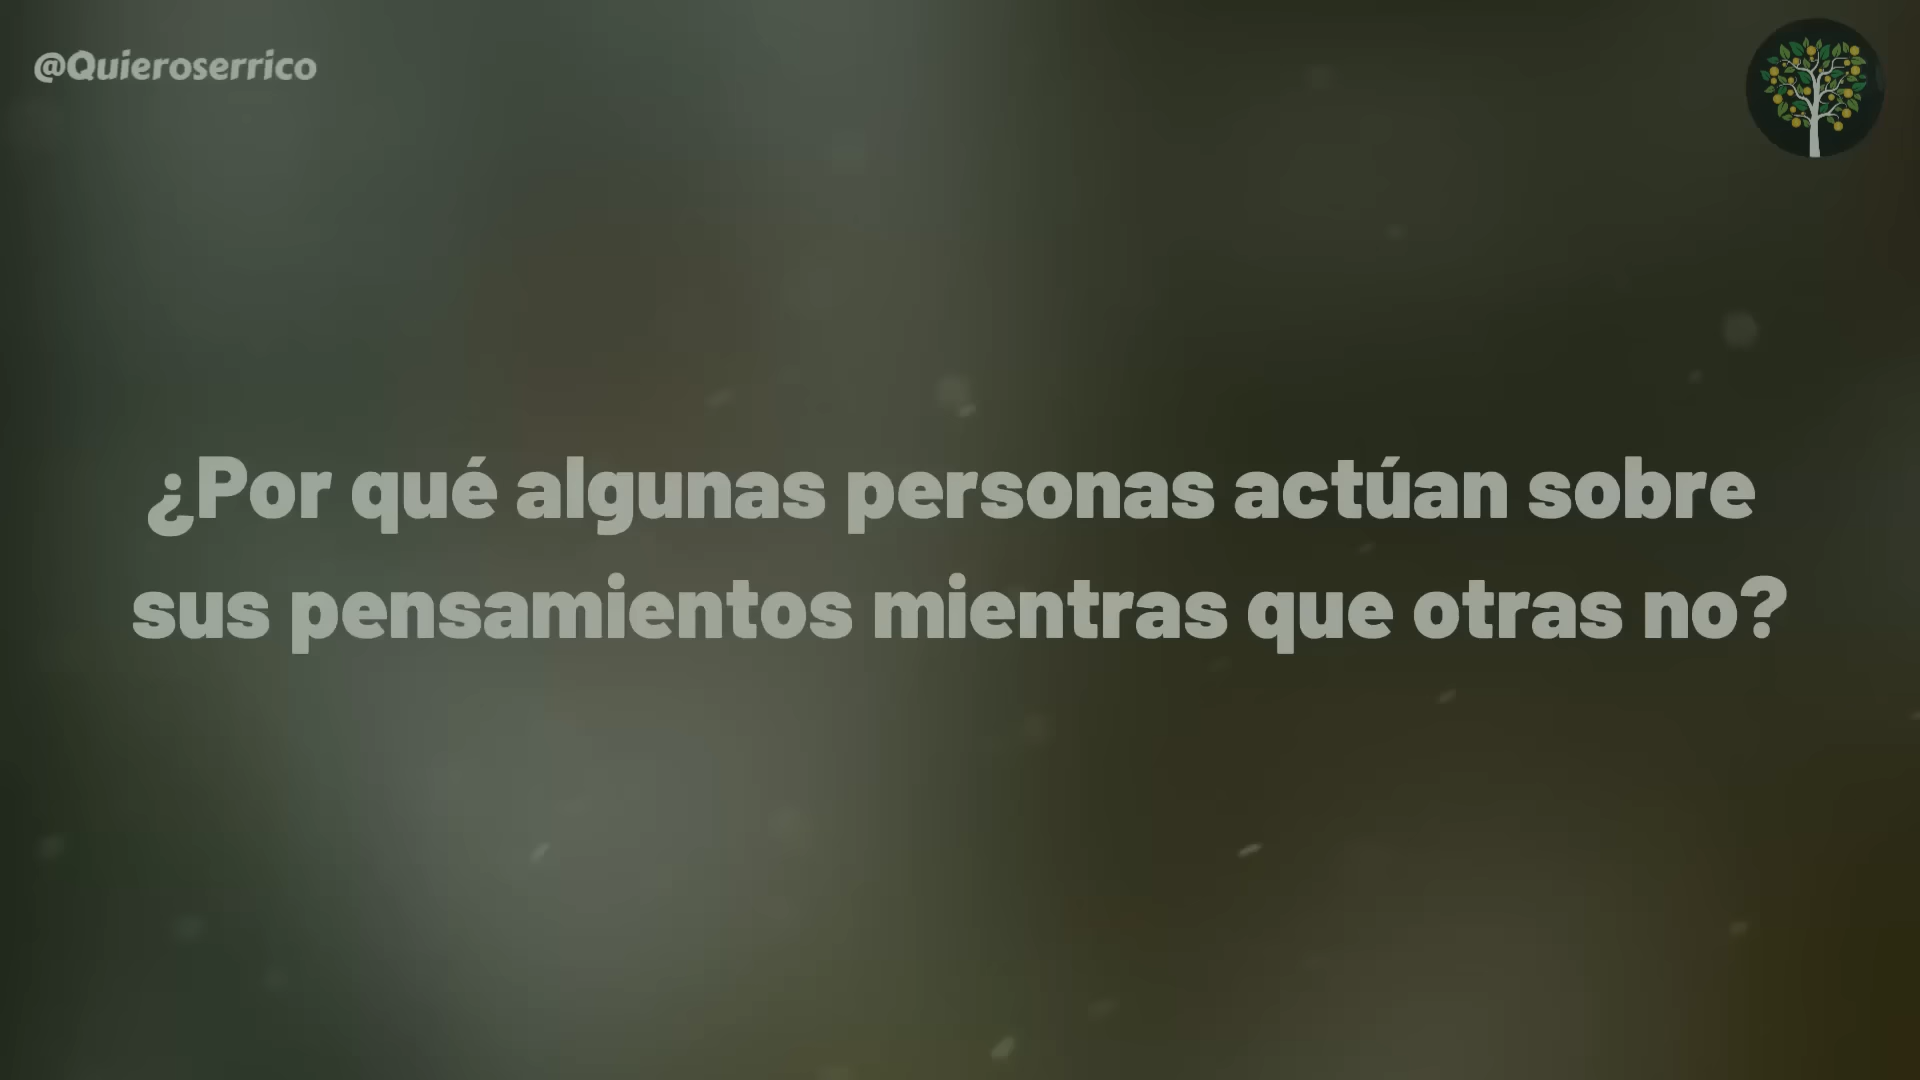 @Quieroserrico
¿Por qué algunas personas actúan sobre
sus pensamientos mientras que otras no?